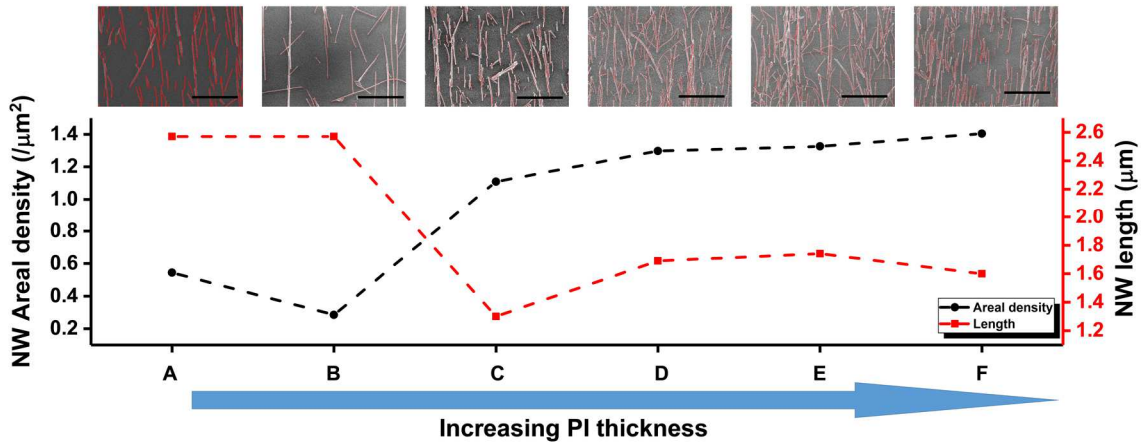 NW Areal density (/μm²)
1.4
1.2
1.0
0.8
0.6
0.4
0.2
2.6
2.4
2.2
2.0
1.8
1.6
1.4
1.2
NW length (μm)
Areal density
Length
A B C D E F
Increasing PI thickness